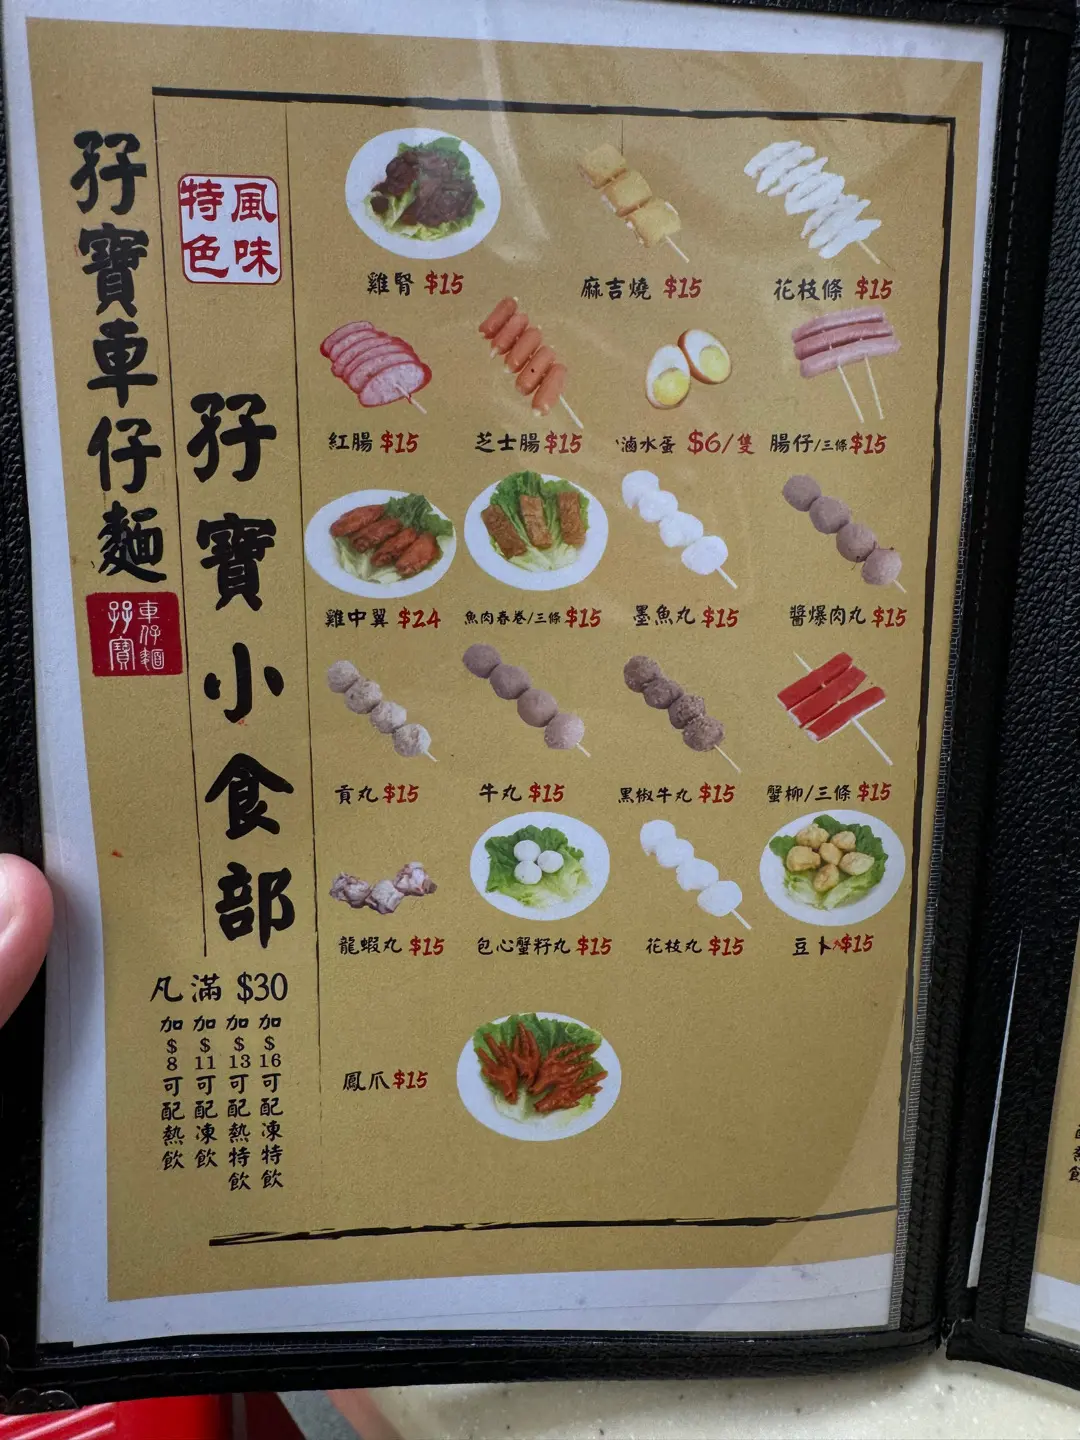 孖寶車仔麵
孖寶
車仔麵
風味
特色
孖寶小食部
凡滿 $30
加$16可配凍特飲
加$13可配熱特飲
加$11可配凍飲
加$8可配熱飲
雞腎 $15
麻吉燒 $15
花枝條 $15
紅腸 $15
芝士腸 $15
滷水蛋 $6/隻
腸仔/三條 $15
雞中翼 $24
魚肉春卷/三條 $15
墨魚丸 $15
醬爆肉丸 $15
貢丸 $15
牛丸 $15
黑椒牛丸 $15
蟹柳/三條 $15
龍蝦丸 $15
包心蟹籽丸 $15
花枝丸 $15
豆卜 $15
鳳爪 $15